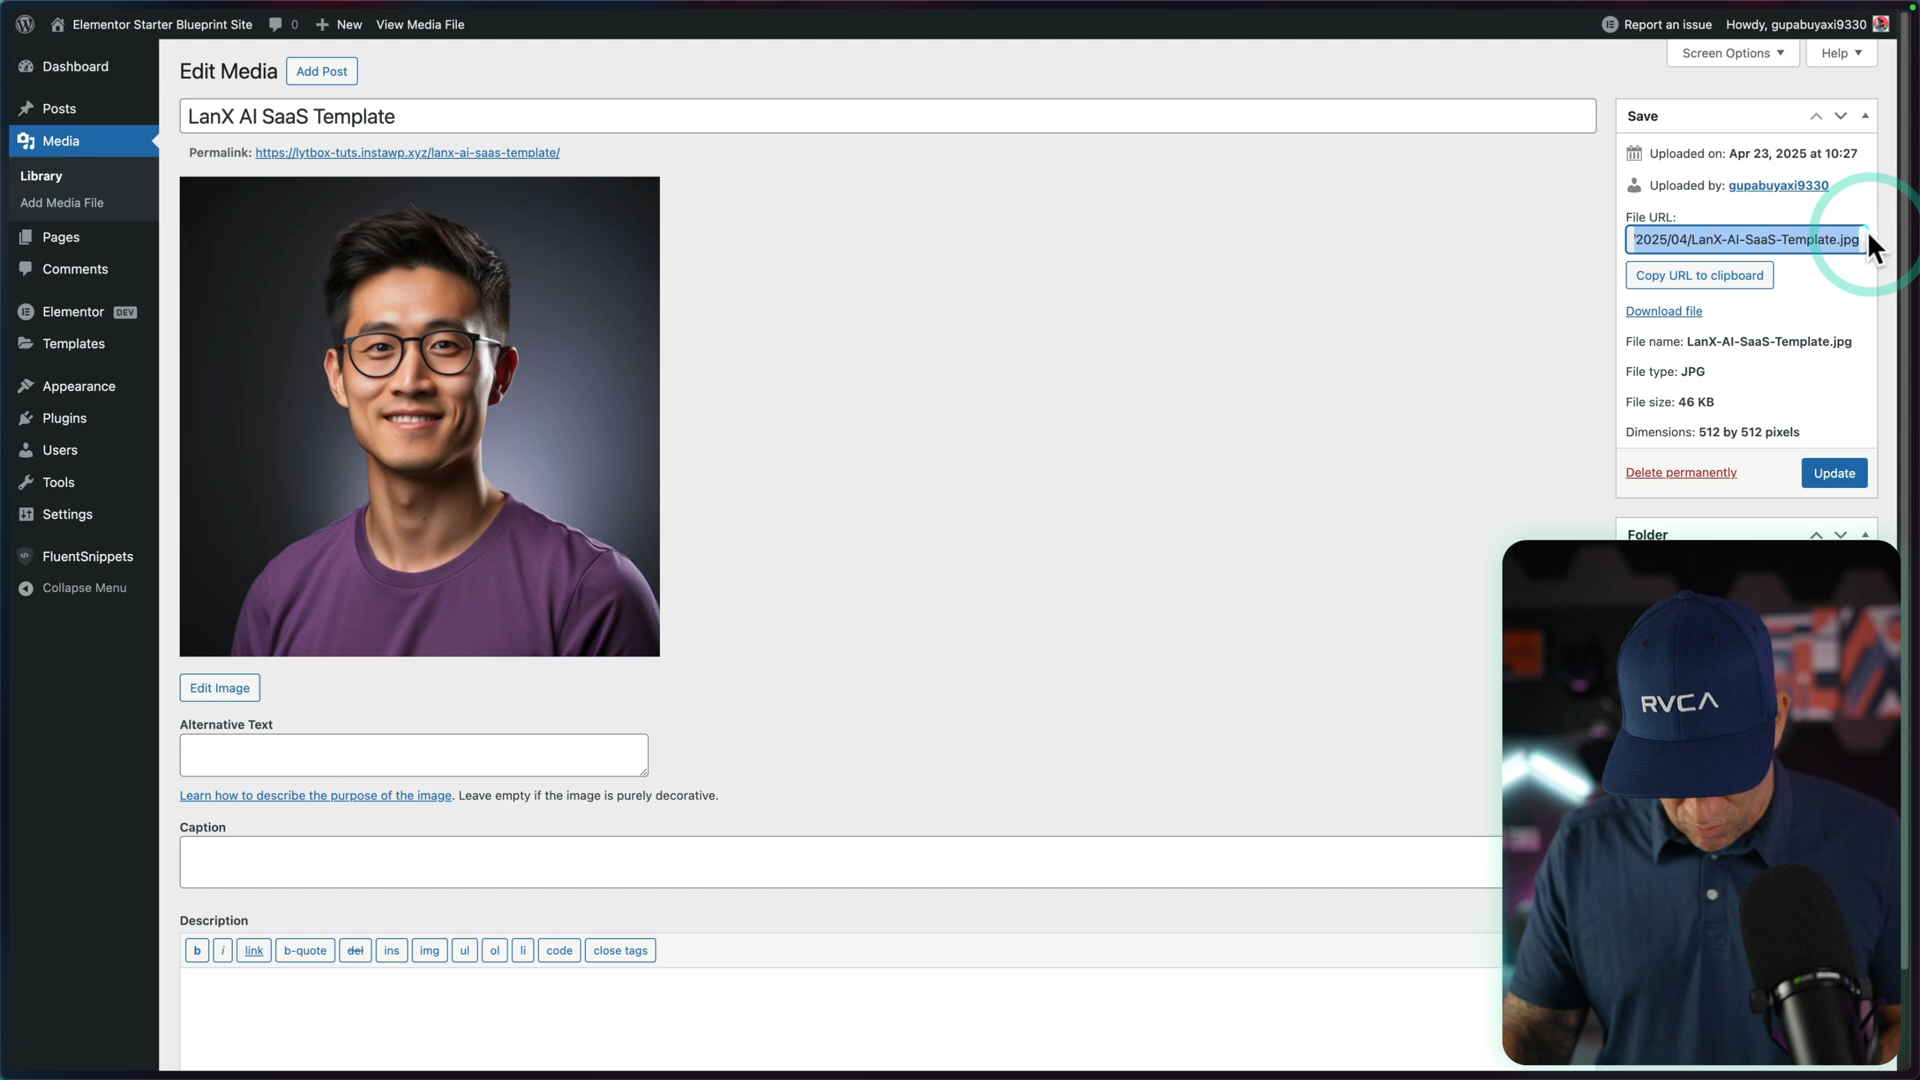 Elementor Starter Blueprint Site 0 New View Media File Report an issue Howdy, gupabuyaxi9330
Screen Options Help
Dashboard
Posts
Media
Library
Add Media File
Pages
Comments
Elementor DEV
Templates
Appearance
Plugins
Users
Tools
Settings
FluentSnippets
Collapse Menu
Edit Media Add Post
LanX AI SaaS Template
Permalink: https://lytbox-tuts.instawp.xyz/lanx-ai-saas-template/
Edit Image
Alternative Text
Learn how to describe the purpose of the image. Leave empty if the image is purely decorative.
Caption
Description
b i link b-quote del ins img ul ol li code close tags
Save
Uploaded on: Apr 23, 2025 at 10:27
Uploaded by: gupabuyaxi9330
File URL:
/2025/04/LanX-AI-SaaS-Template.jpg
Copy URL to clipboard
Download file
File name: LanX-AI-SaaS-Template.jpg
File type: JPG
File size: 46 KB
Dimensions: 512 by 512 pixels
Delete permanently Update
Folder
RVCA